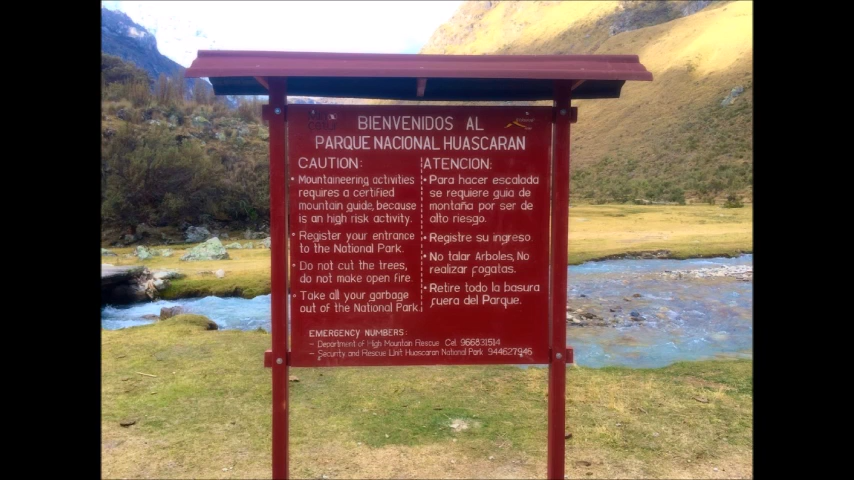 BIENVENIDOS AL
PARQUE NACIONAL HUASCARAN
CAUTION:
• Mountaineering activities
requires a certified
mountain guide, because
is an high risk activity.
• Register your entrance
to the National Park.
• Do not cut the trees,
do not make open fire.
• Take all your garbage
out of the National Park.
ATENCION:
• Para hacer escalada
se requiere guia de
montaña por ser de
alto riesgo.
• Registre su ingreso.
• No talar Arboles, No
realizar fogatas.
• Retire todo la basura
fuera del Parque.
EMERGENCY NUMBERS:
– Department of High Mountain Rescue Cel 966831514
– Security and Rescue Unit Huascaran National Park 944627946